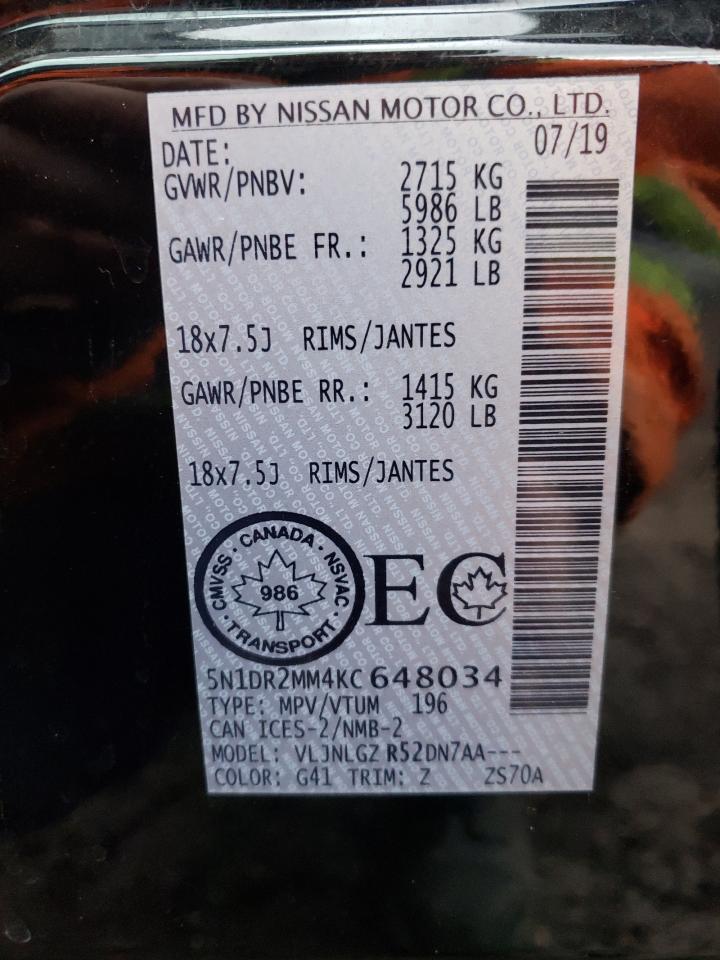 MFD BY NISSAN MOTOR CO., LTD.
DATE: 07/19
GVWR/PNBV: 2715 KG
5986 LB
GAWR/PNBE FR.: 1325 KG
2921 LB
18x7.5J RIMS/JANTES
GAWR/PNBE RR.: 1415 KG
3120 LB
18x7.5J RIMS/JANTES
CMVSS · CANADA · NSVAC · TRANSPORT ·
986
EC
5N1DR2MM4KC648034
TYPE: MPV/VTUM 196
CAN ICES-2/NMB-2
MODEL: VLJNLGZ R52DN7AA---
COLOR: G41 TRIM: Z ZS70A